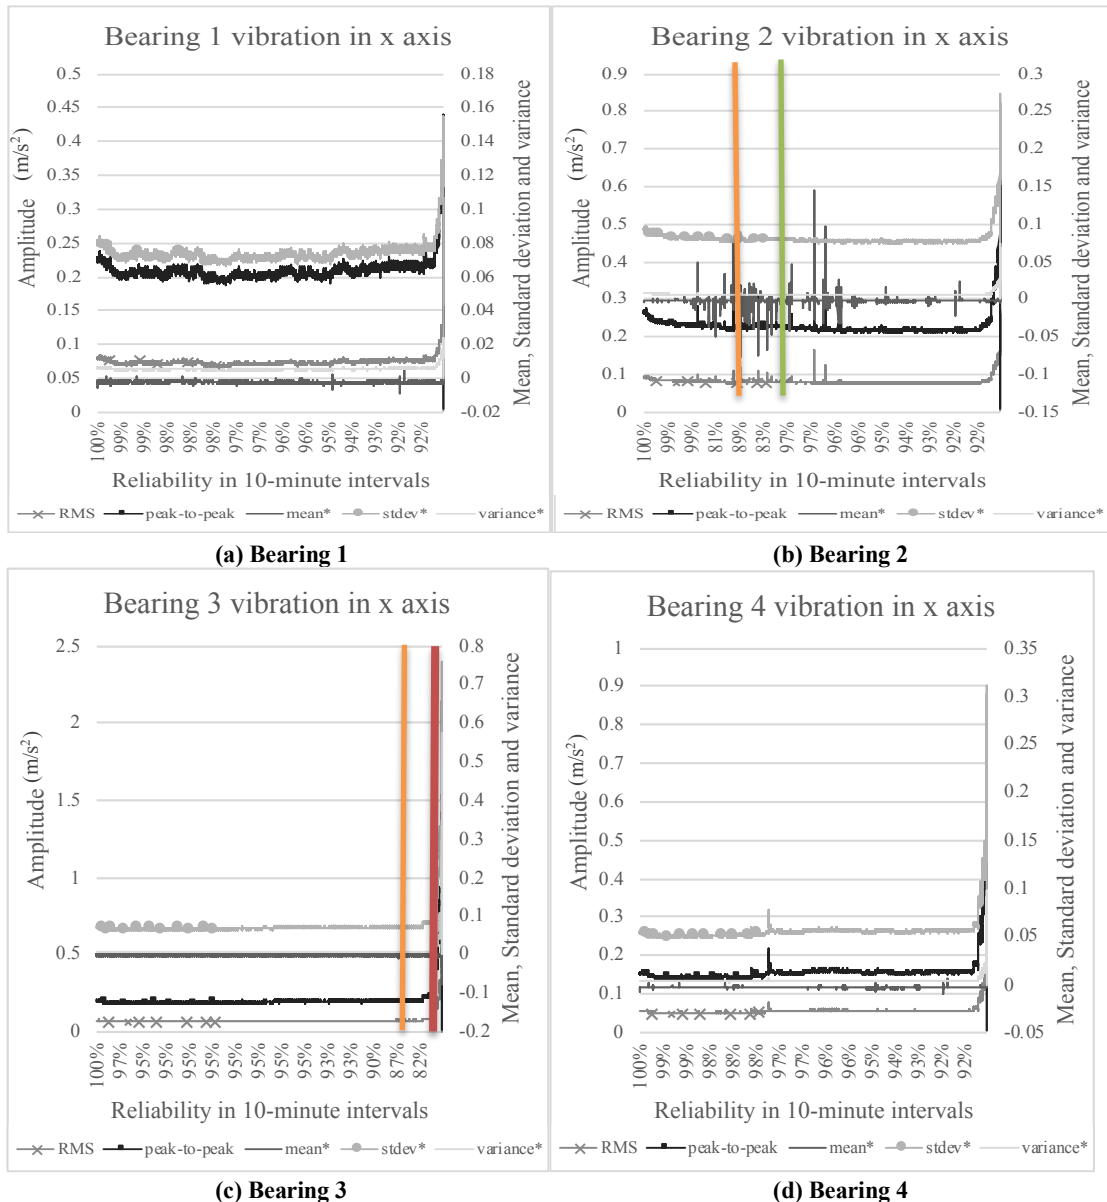 Bearing 1 vibration in x axis
0.5
0.45
0.4
0.35
0.3
0.25
0.2
0.15
0.1
0.05
0
Amplitude (m/s²)
0.18
0.16
0.14
0.12
0.1
0.08
0.06
0.04
0.02
0
-0.02
Mean, Standard deviation and variance
100% 99% 99% 98% 98% 98% 97% 97% 96% 96% 95% 94% 93% 92% 92%
Reliability in 10-minute intervals
RMS peak-to-peak mean* stdev* variance*
(a) Bearing 1
Bearing 2 vibration in x axis
0.9
0.8
0.7
0.6
0.5
0.4
0.3
0.2
0.1
0
Amplitude (m/s²)
0.3
0.25
0.2
0.15
0.1
0.05
0
-0.05
-0.1
-0.15
Mean, Standard deviation and variance
100% 99% 99% 81% 89% 83% 97% 97% 96% 96% 95% 94% 93% 92% 92%
Reliability in 10-minute intervals
RMS peak-to-peak mean* stdev* variance*
(b) Bearing 2
Bearing 3 vibration in x axis
2.5
2
1.5
1
0.5
0
Amplitude (m/s²)
0.8
0.7
0.6
0.5
0.4
0.3
0.2
0.1
0
-0.1
-0.2
Mean, Standard deviation and variance
100% 97% 95% 95% 95% 95% 95% 95% 95% 94% 93% 93% 90% 87% 82%
Reliability in 10-minute intervals
RMS peak-to-peak mean* stdev* variance*
(c) Bearing 3
Bearing 4 vibration in x axis
1
0.9
0.8
0.7
0.6
0.5
0.4
0.3
0.2
0.1
0
Amplitude (m/s²)
0.35
0.3
0.25
0.2
0.15
0.1
0.05
0
-0.05
Mean, Standard deviation and variance
100% 99% 99% 98% 98% 98% 97% 97% 96% 96% 95% 94% 93% 92% 92%
Reliability in 10-minute intervals
RMS peak-to-peak mean* stdev* variance*
(d) Bearing 4